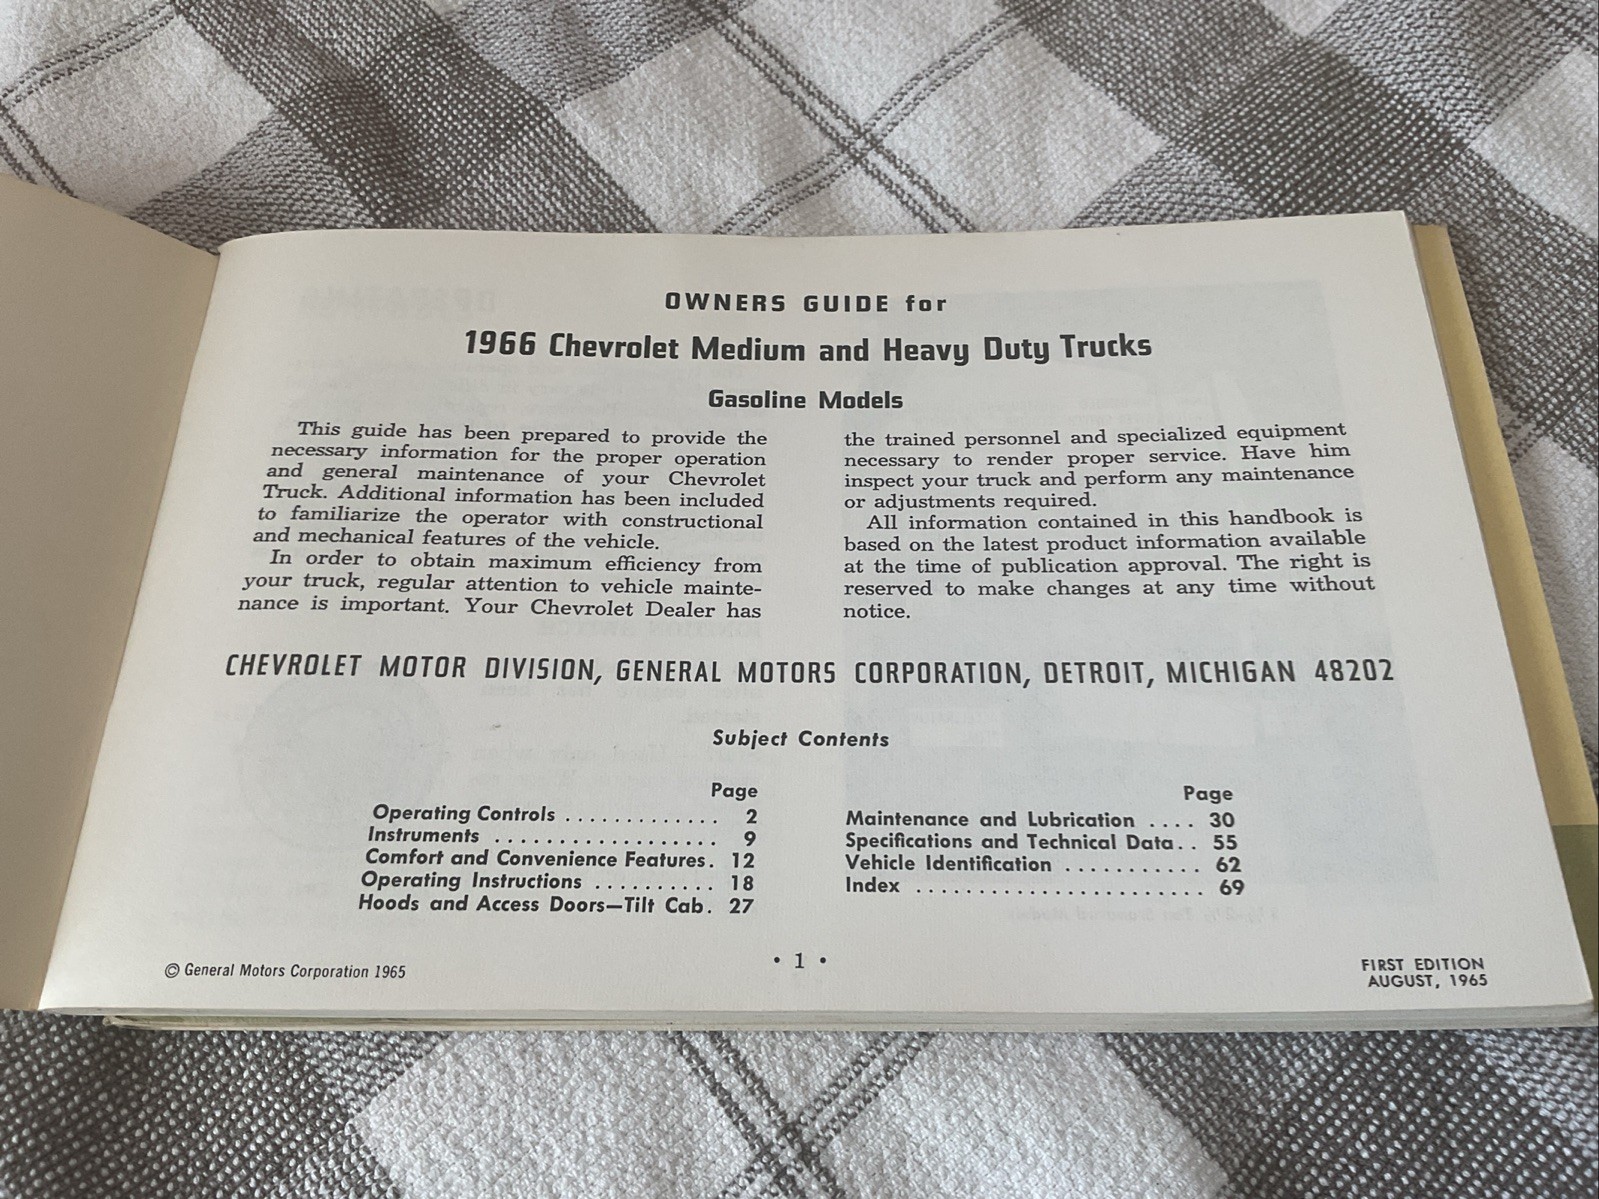 OWNERS GUIDE for
1966 Chevrolet Medium and Heavy Duty Trucks
Gasoline Models
This guide has been prepared to provide the
necessary information for the proper operation
and general maintenance of your Chevrolet
Truck. Additional information has been included
to familiarize the operator with constructional
and mechanical features of the vehicle.
In order to obtain maximum efficiency from
your truck, regular attention to vehicle mainte-
nance is important. Your Chevrolet Dealer has
the trained personnel and specialized equipment
necessary to render proper service. Have him
inspect your truck and perform any maintenance
or adjustments required.
All information contained in this handbook is
based on the latest product information available
at the time of publication approval. The right is
reserved to make changes at any time without
notice.
CHEVROLET MOTOR DIVISION, GENERAL MOTORS CORPORATION, DETROIT, MICHIGAN 48202
Subject Contents
Page
Operating Controls . . . . . . . . . . . . . 2
Instruments . . . . . . . . . . . . . . . . . . 9
Comfort and Convenience Features. 12
Operating Instructions . . . . . . . . . . 18
Hoods and Access Doors—Tilt Cab. 27
Page
Maintenance and Lubrication . . . . 30
Specifications and Technical Data. . 55
Vehicle Identification . . . . . . . . . . . 62
Index . . . . . . . . . . . . . . . . . . . . . . . 69
© General Motors Corporation 1965
• 1 •
FIRST EDITION
AUGUST, 1965